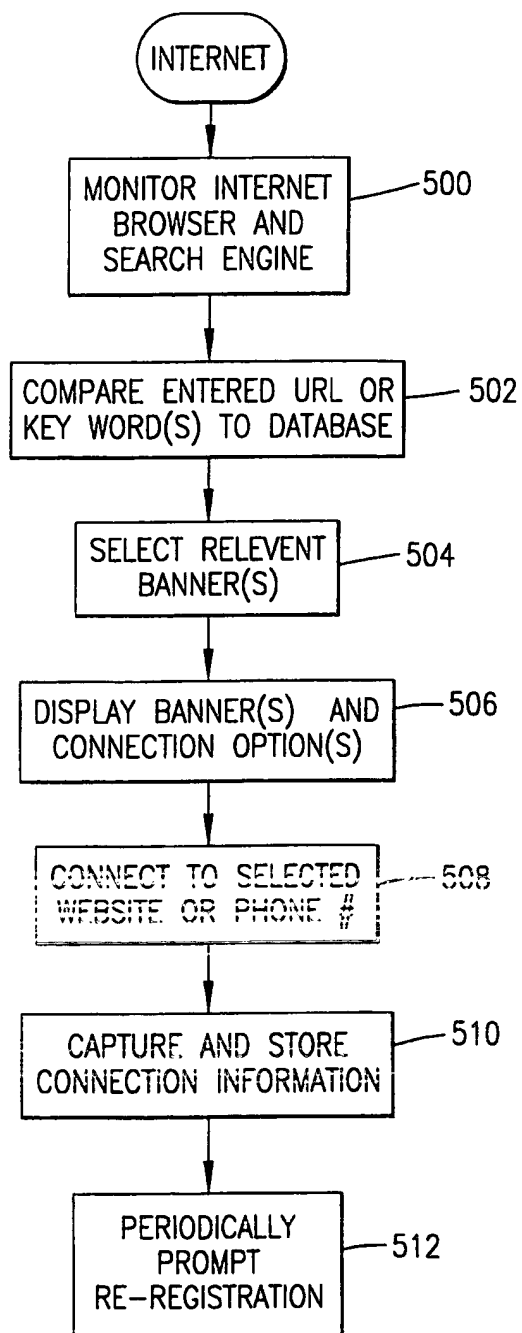 INTERNET
MONITOR INTERNET
BROWSER AND
SEARCH ENGINE
500
COMPARE ENTERED URL OR
KEY WORD(S) TO DATABASE
502
SELECT RELEVENT
BANNER(S)
504
DISPLAY BANNER(S) AND
CONNECTION OPTION(S)
506
CONNECT TO SELECTED
WEBSITE OR PHONE #
508
CAPTURE AND STORE
CONNECTION INFORMATION
510
PERIODICALLY
PROMPT
RE-REGISTRATION
512